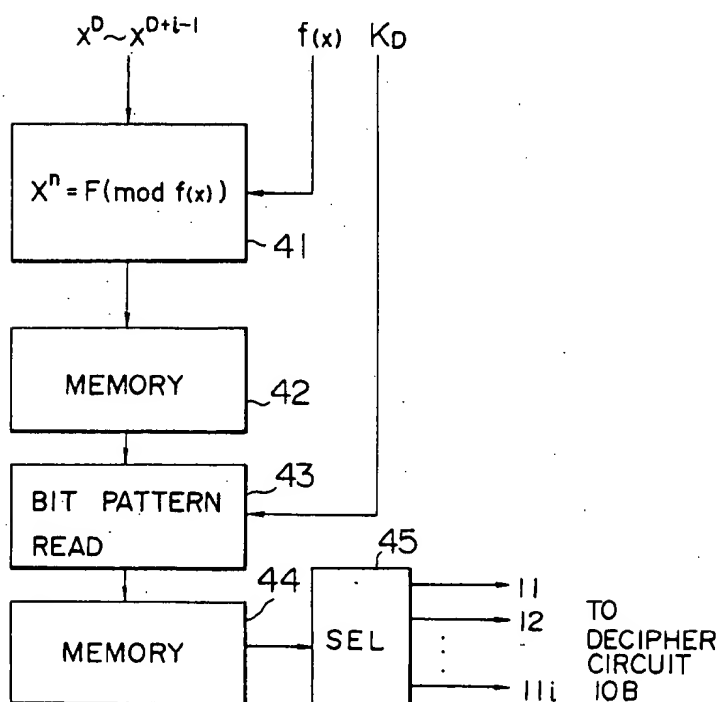 X^D ~ X^{D+i-1} f(x) K_D
X^n = F(mod f(x))
41
MEMORY
42
43
BIT PATTERN
READ
44
45
MEMORY
SEL
11
12
11i
TO
DECIPHER
CIRCUIT
10B